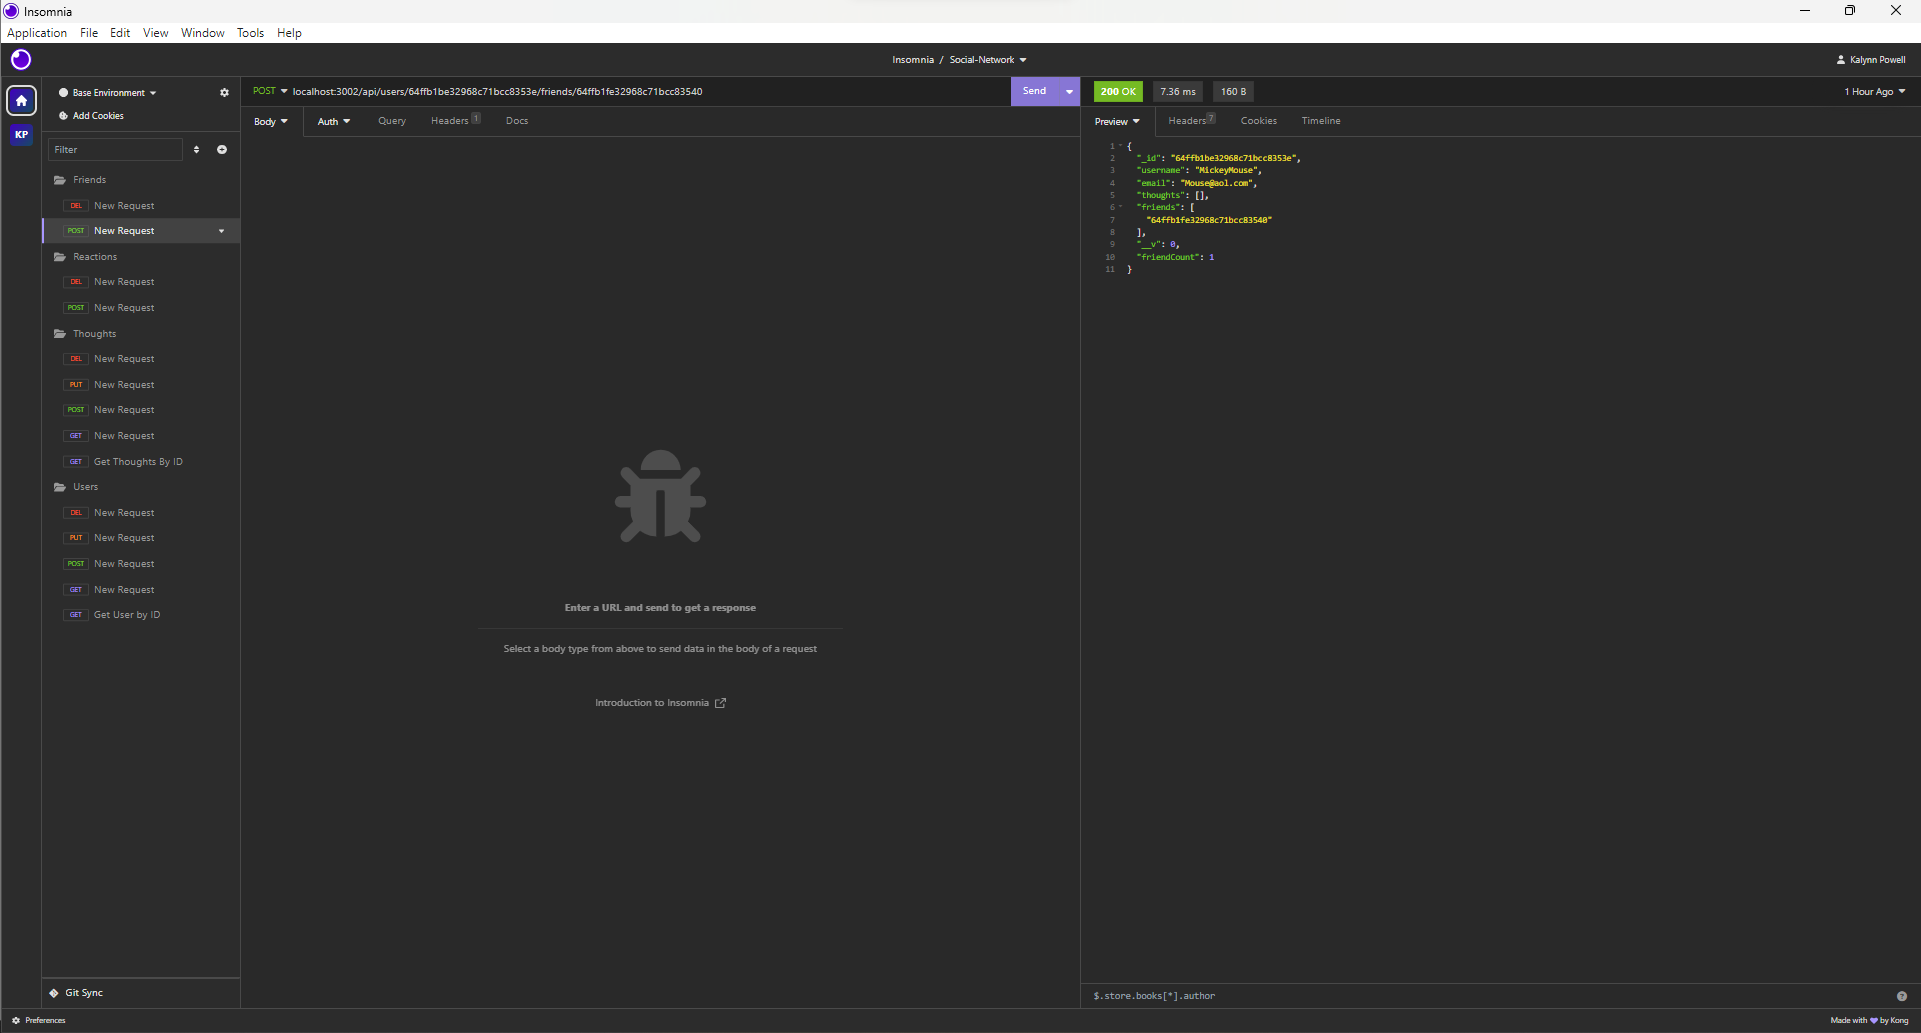 Insomnia
Application File Edit View Window Tools Help
Insomnia / Social-Network
Kalynn Powell
KP
Base Environment
Add Cookies
Filter
Friends
DEL New Request
POST New Request
Reactions
DEL New Request
POST New Request
Thoughts
DEL New Request
PUT New Request
POST New Request
GET New Request
GET Get Thoughts By ID
Users
DEL New Request
PUT New Request
POST New Request
GET New Request
GET Get User by ID
Git Sync
Preferences
POST localhost:3002/api/users/64ffb1be32968c71bcc8353e/friends/64ffb1fe32968c71bcc83540
Send
Body Auth Query Headers 1 Docs
Enter a URL and send to get a response
Select a body type from above to send data in the body of a request
Introduction to Insomnia
200 OK 7.36 ms 160 B
1 Hour Ago
Preview Headers 7 Cookies Timeline
1 {
2 "_id": "64ffb1be32968c71bcc8353e",
3 "username": "MickeyMouse",
4 "email": "Mouse@aol.com",
5 "thoughts": [],
6 "friends": [
7 "64ffb1fe32968c71bcc83540"
8 ],
9 "__v": 0,
10 "friendCount": 1
11 }
$.store.books[*].author
?
Made with 💜 by Kong